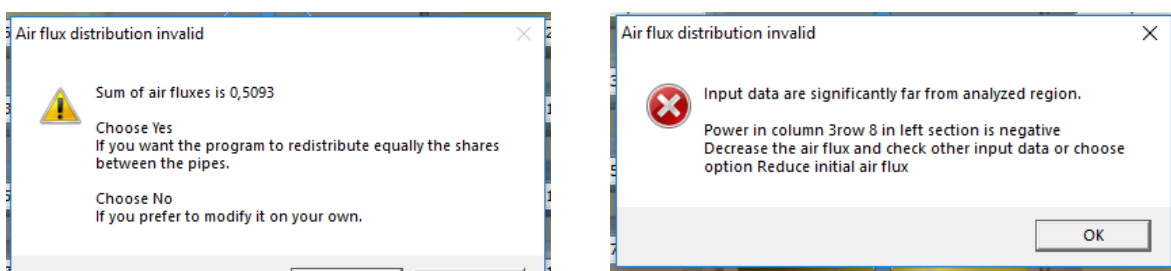 Air flux distribution invalid
Sum of air fluxes is 0,5093
Choose Yes
If you want the program to redistribute equally the shares
between the pipes.
Choose No
If you prefer to modify it on your own.
Air flux distribution invalid
Input data are significantly far from analyzed region.
Power in column 3row 8 in left section is negative
Decrease the air flux and check other input data or choose
option Reduce initial air flux
OK